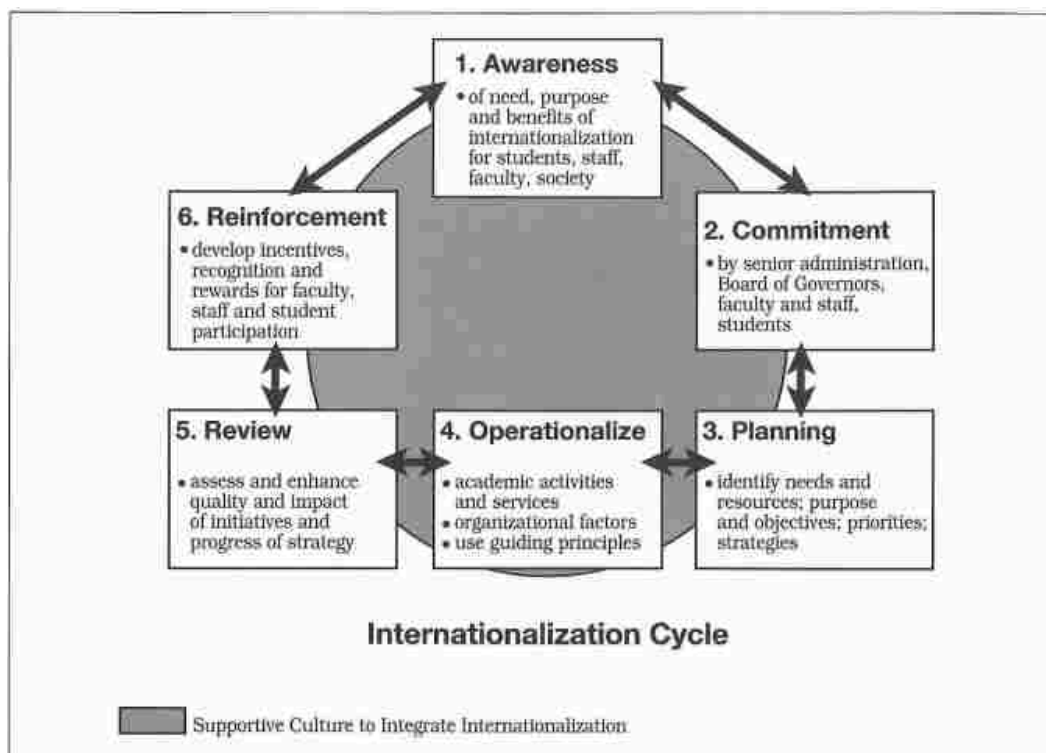 1. Awareness
• of need, purpose
and benefits of
internationalization
for students, staff,
faculty, society
2. Commitment
• by senior administration,
Board of Governors,
faculty and staff,
students
3. Planning
• identify needs and
resources; purpose
and objectives; priorities;
strategies
4. Operationalize
• academic activities
and services
• organizational factors
• use guiding principles
5. Review
• assess and enhance
quality and impact
of initiatives and
progress of strategy
6. Reinforcement
• develop incentives,
recognition and
rewards for faculty,
staff and student
participation
Internationalization Cycle
Supportive Culture to Integrate Internationalization